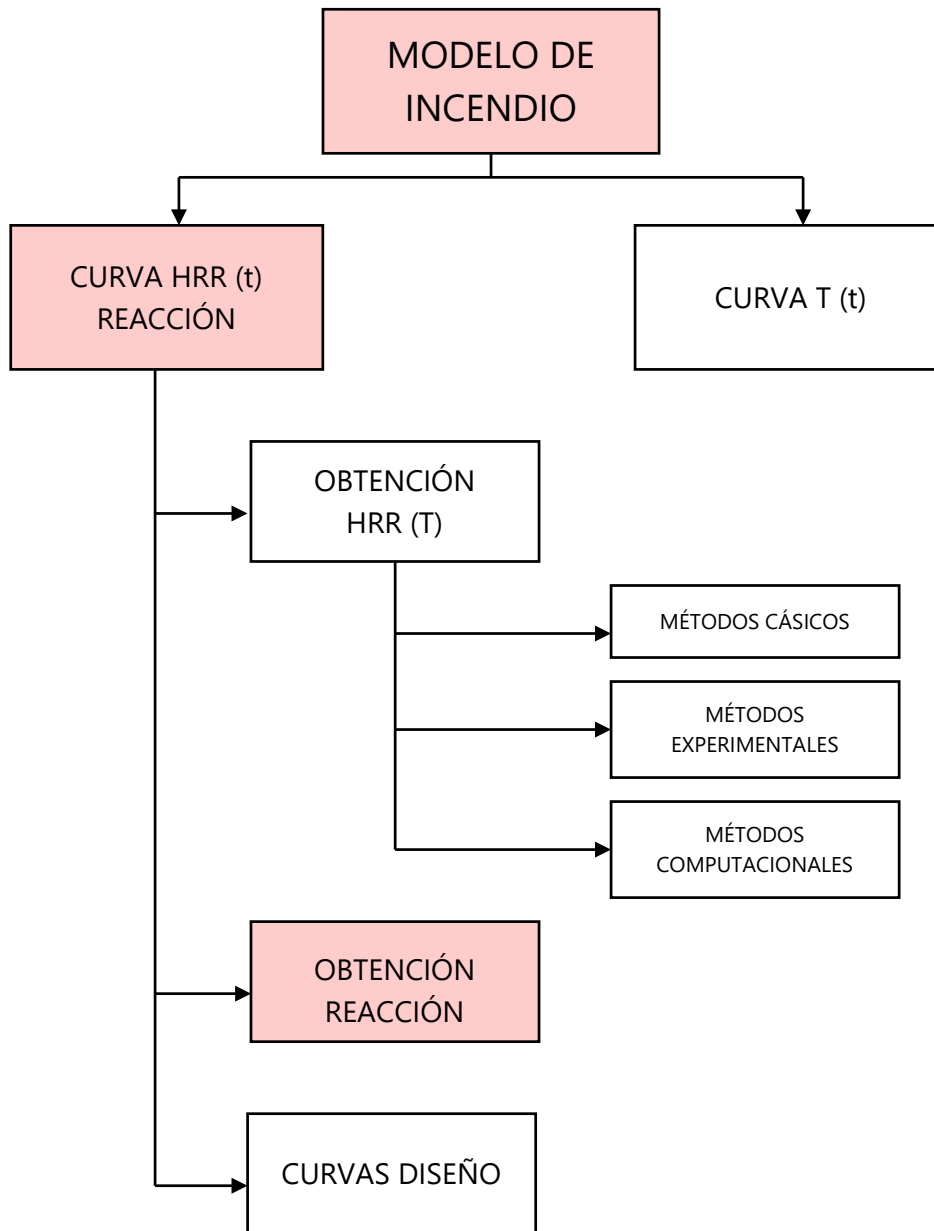 MODELO DE
INCENDIO
CURVA HRR (t)
REACCIÓN
CURVA T (t)
OBTENCIÓN
HRR (T)
MÉTODOS CÁSICOS
MÉTODOS
EXPERIMENTALES
MÉTODOS
COMPUTACIONALES
OBTENCIÓN
REACCIÓN
CURVAS DISEÑO